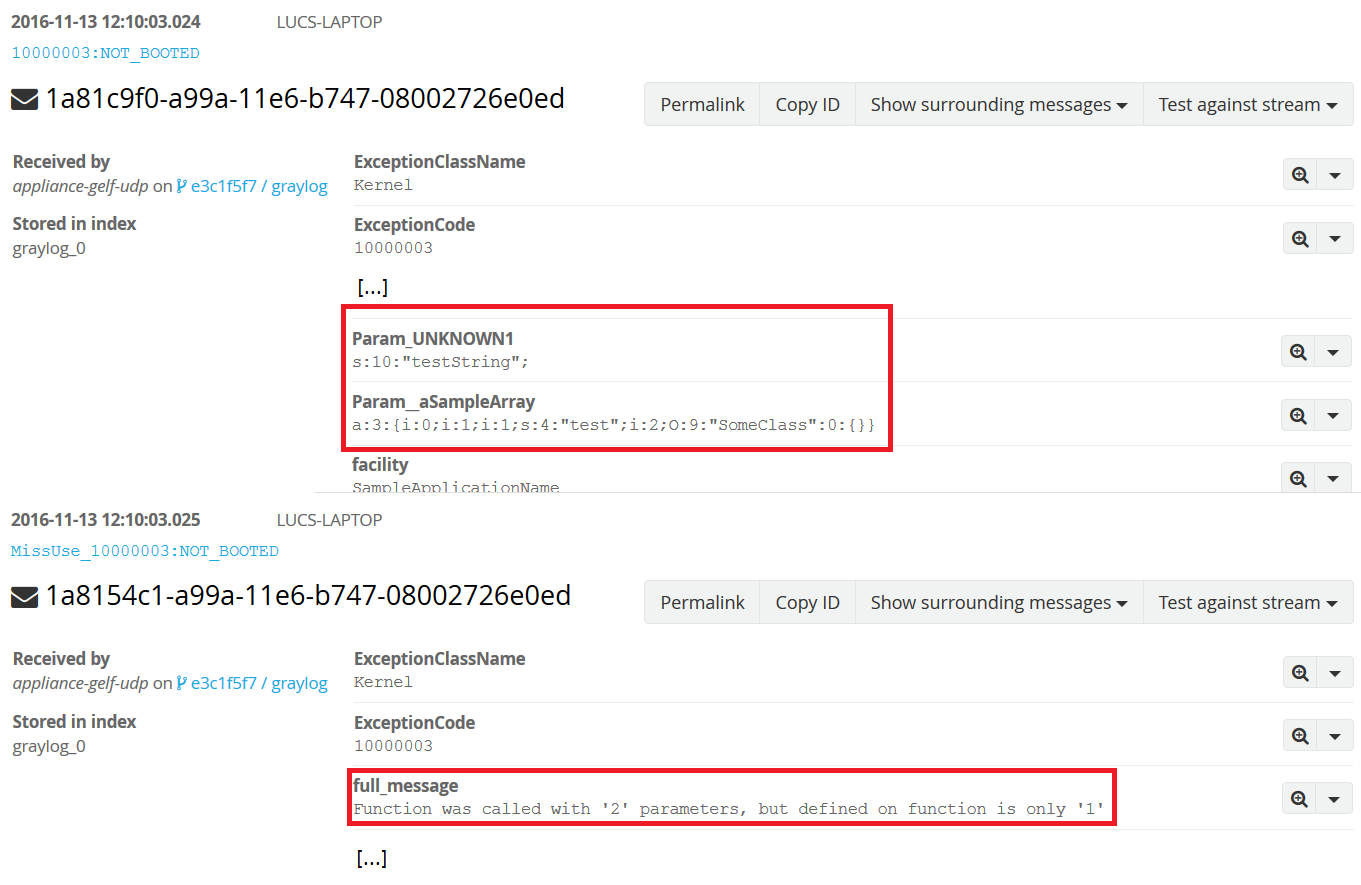 2016-11-13 12:10:03.024 LUCS-LAPTOP
10000003:NOT_BOOTED
1a81c9f0-a99a-11e6-b747-08002726e0ed
Permalink Copy ID Show surrounding messages Test against stream
Received by
appliance-gelf-udp on e3c1f5f7 / graylog
Stored in index
graylog_0
ExceptionClassName
Kernel
ExceptionCode
10000003
[...]
Param_UNKNOWN1
s:10:"testString";
Param__aSampleArray
a:3:{i:0;i:1;i:1;s:4:"test";i:2;O:9:"SomeClass":0:{}}
facility
SampleApplicationName
2016-11-13 12:10:03.025 LUCS-LAPTOP
MissUse_10000003:NOT_BOOTED
1a8154c1-a99a-11e6-b747-08002726e0ed
Permalink Copy ID Show surrounding messages Test against stream
Received by
appliance-gelf-udp on e3c1f5f7 / graylog
Stored in index
graylog_0
ExceptionClassName
Kernel
ExceptionCode
10000003
full_message
Function was called with '2' parameters, but defined on function is only '1'
[...]